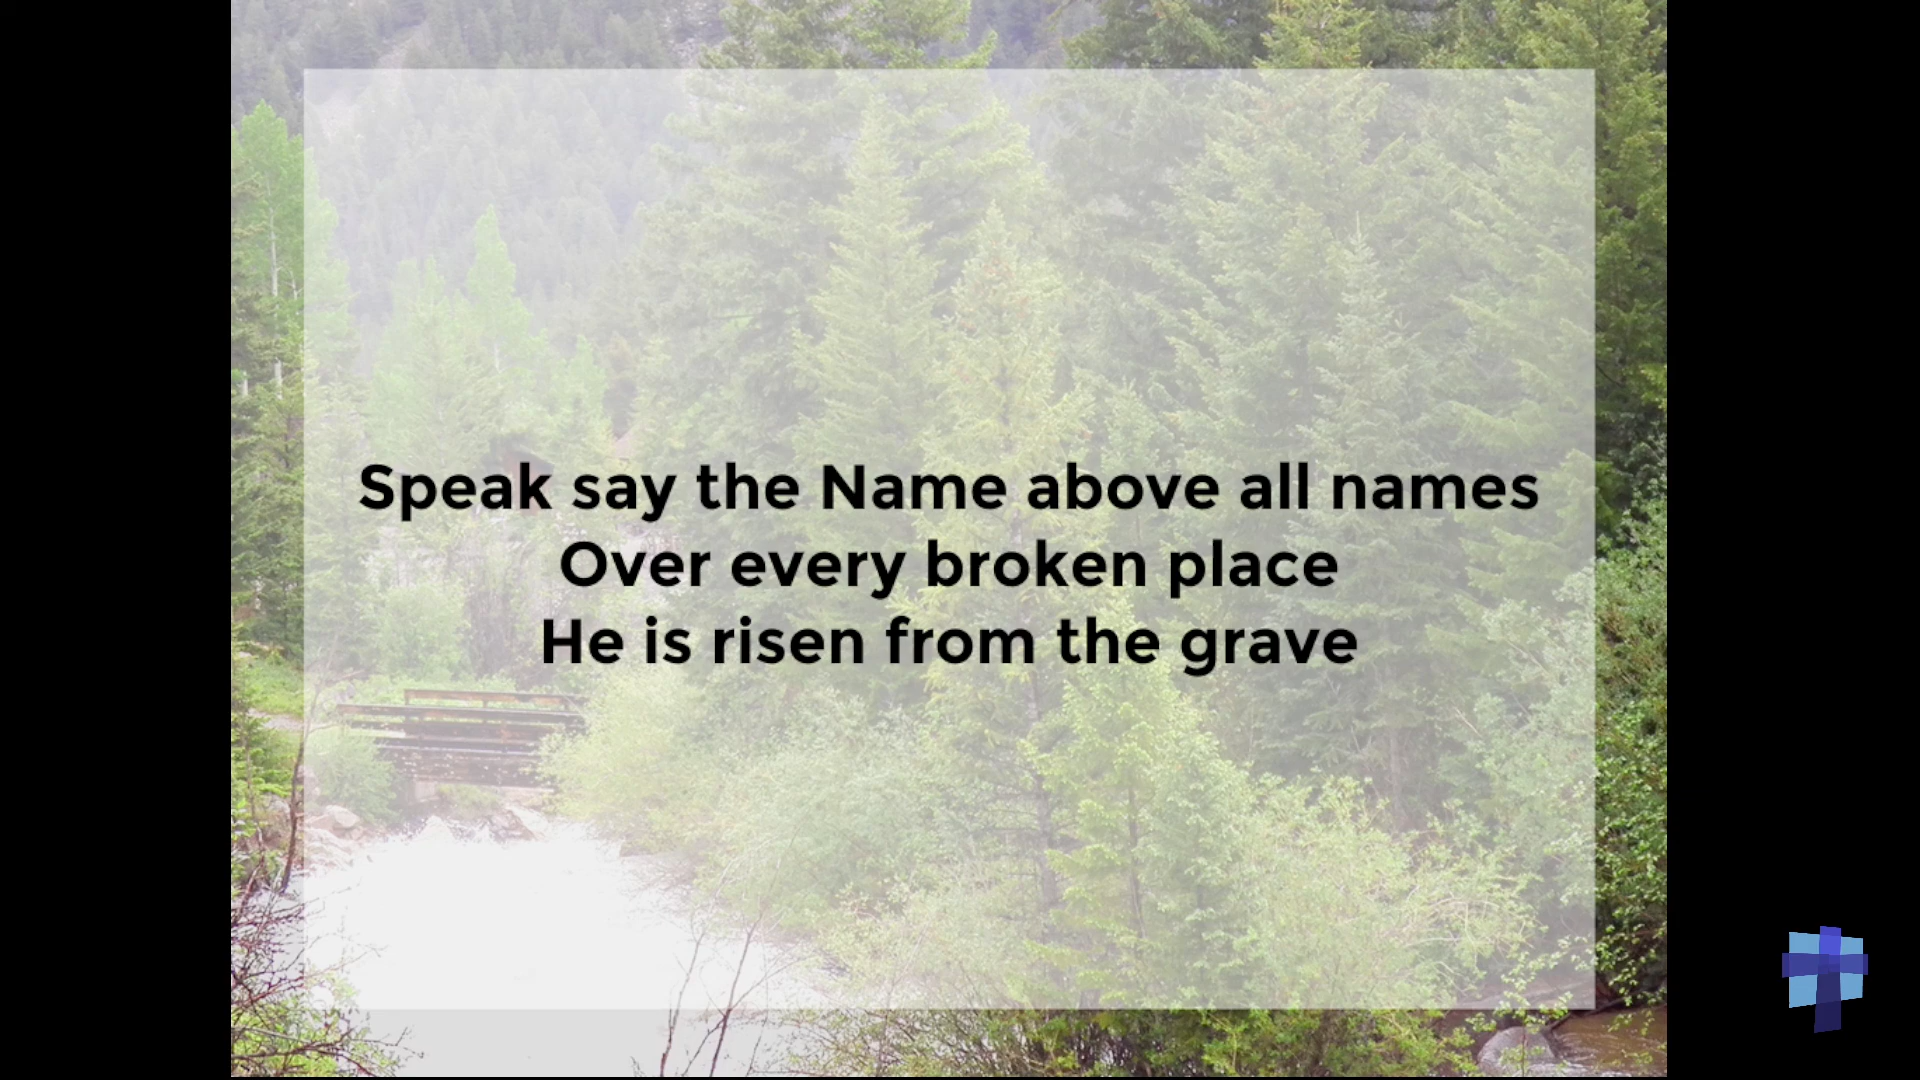 Speak say the Name above all names
Over every broken place
He is risen from the grave